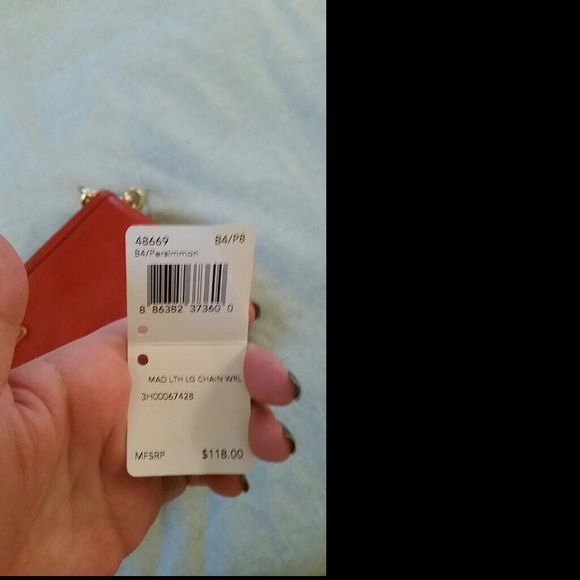 48669 B4/P8
B4/Persimmon
8 86382 37360 0
MAD LTH LG CHAIN WRL
3H00067428
MFSRP $118.00